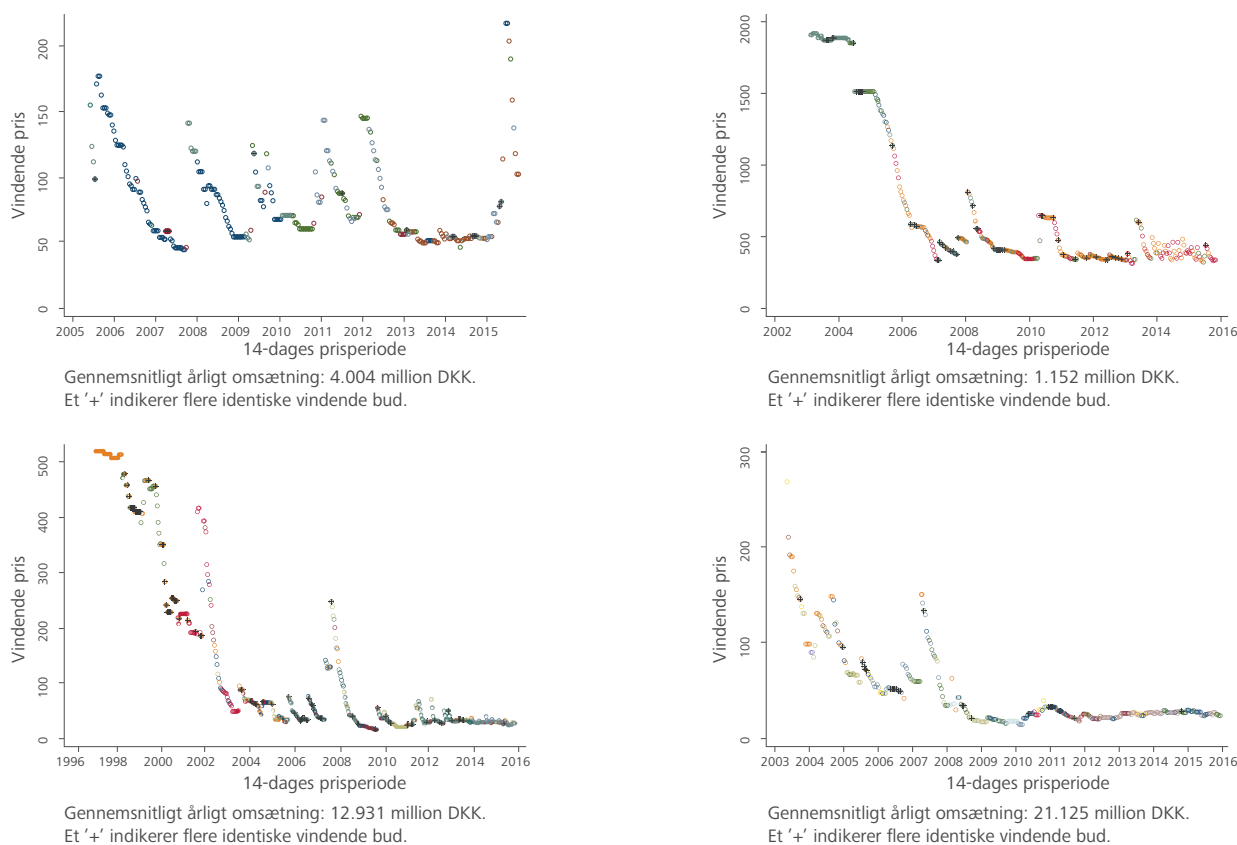 Vindende pris
0
50
100
150
200
2005 2006 2007 2008 2009 2010 2011 2012 2013 2014 2015
14-dages prisperiode
Gennemsnitligt årligt omsætning: 4.004 million DKK.
Et ’+’ indikerer flere identiske vindende bud.
Vindende pris
0
500
1000
1500
2000
2002 2004 2006 2008 2010 2012 2014 2016
14-dages prisperiode
Gennemsnitligt årligt omsætning: 1.152 million DKK.
Et ’+’ indikerer flere identiske vindende bud.
Vindende pris
0
100
200
300
400
500
1996 1998 2000 2002 2004 2006 2008 2010 2012 2014 2016
14-dages prisperiode
Gennemsnitligt årligt omsætning: 12.931 million DKK.
Et ’+’ indikerer flere identiske vindende bud.
Vindende pris
0
100
200
300
2003 2004 2005 2006 2007 2008 2009 2010 2011 2012 2013 2014 2015 2016
14-dages prisperiode
Gennemsnitligt årligt omsætning: 21.125 million DKK.
Et ’+’ indikerer flere identiske vindende bud.